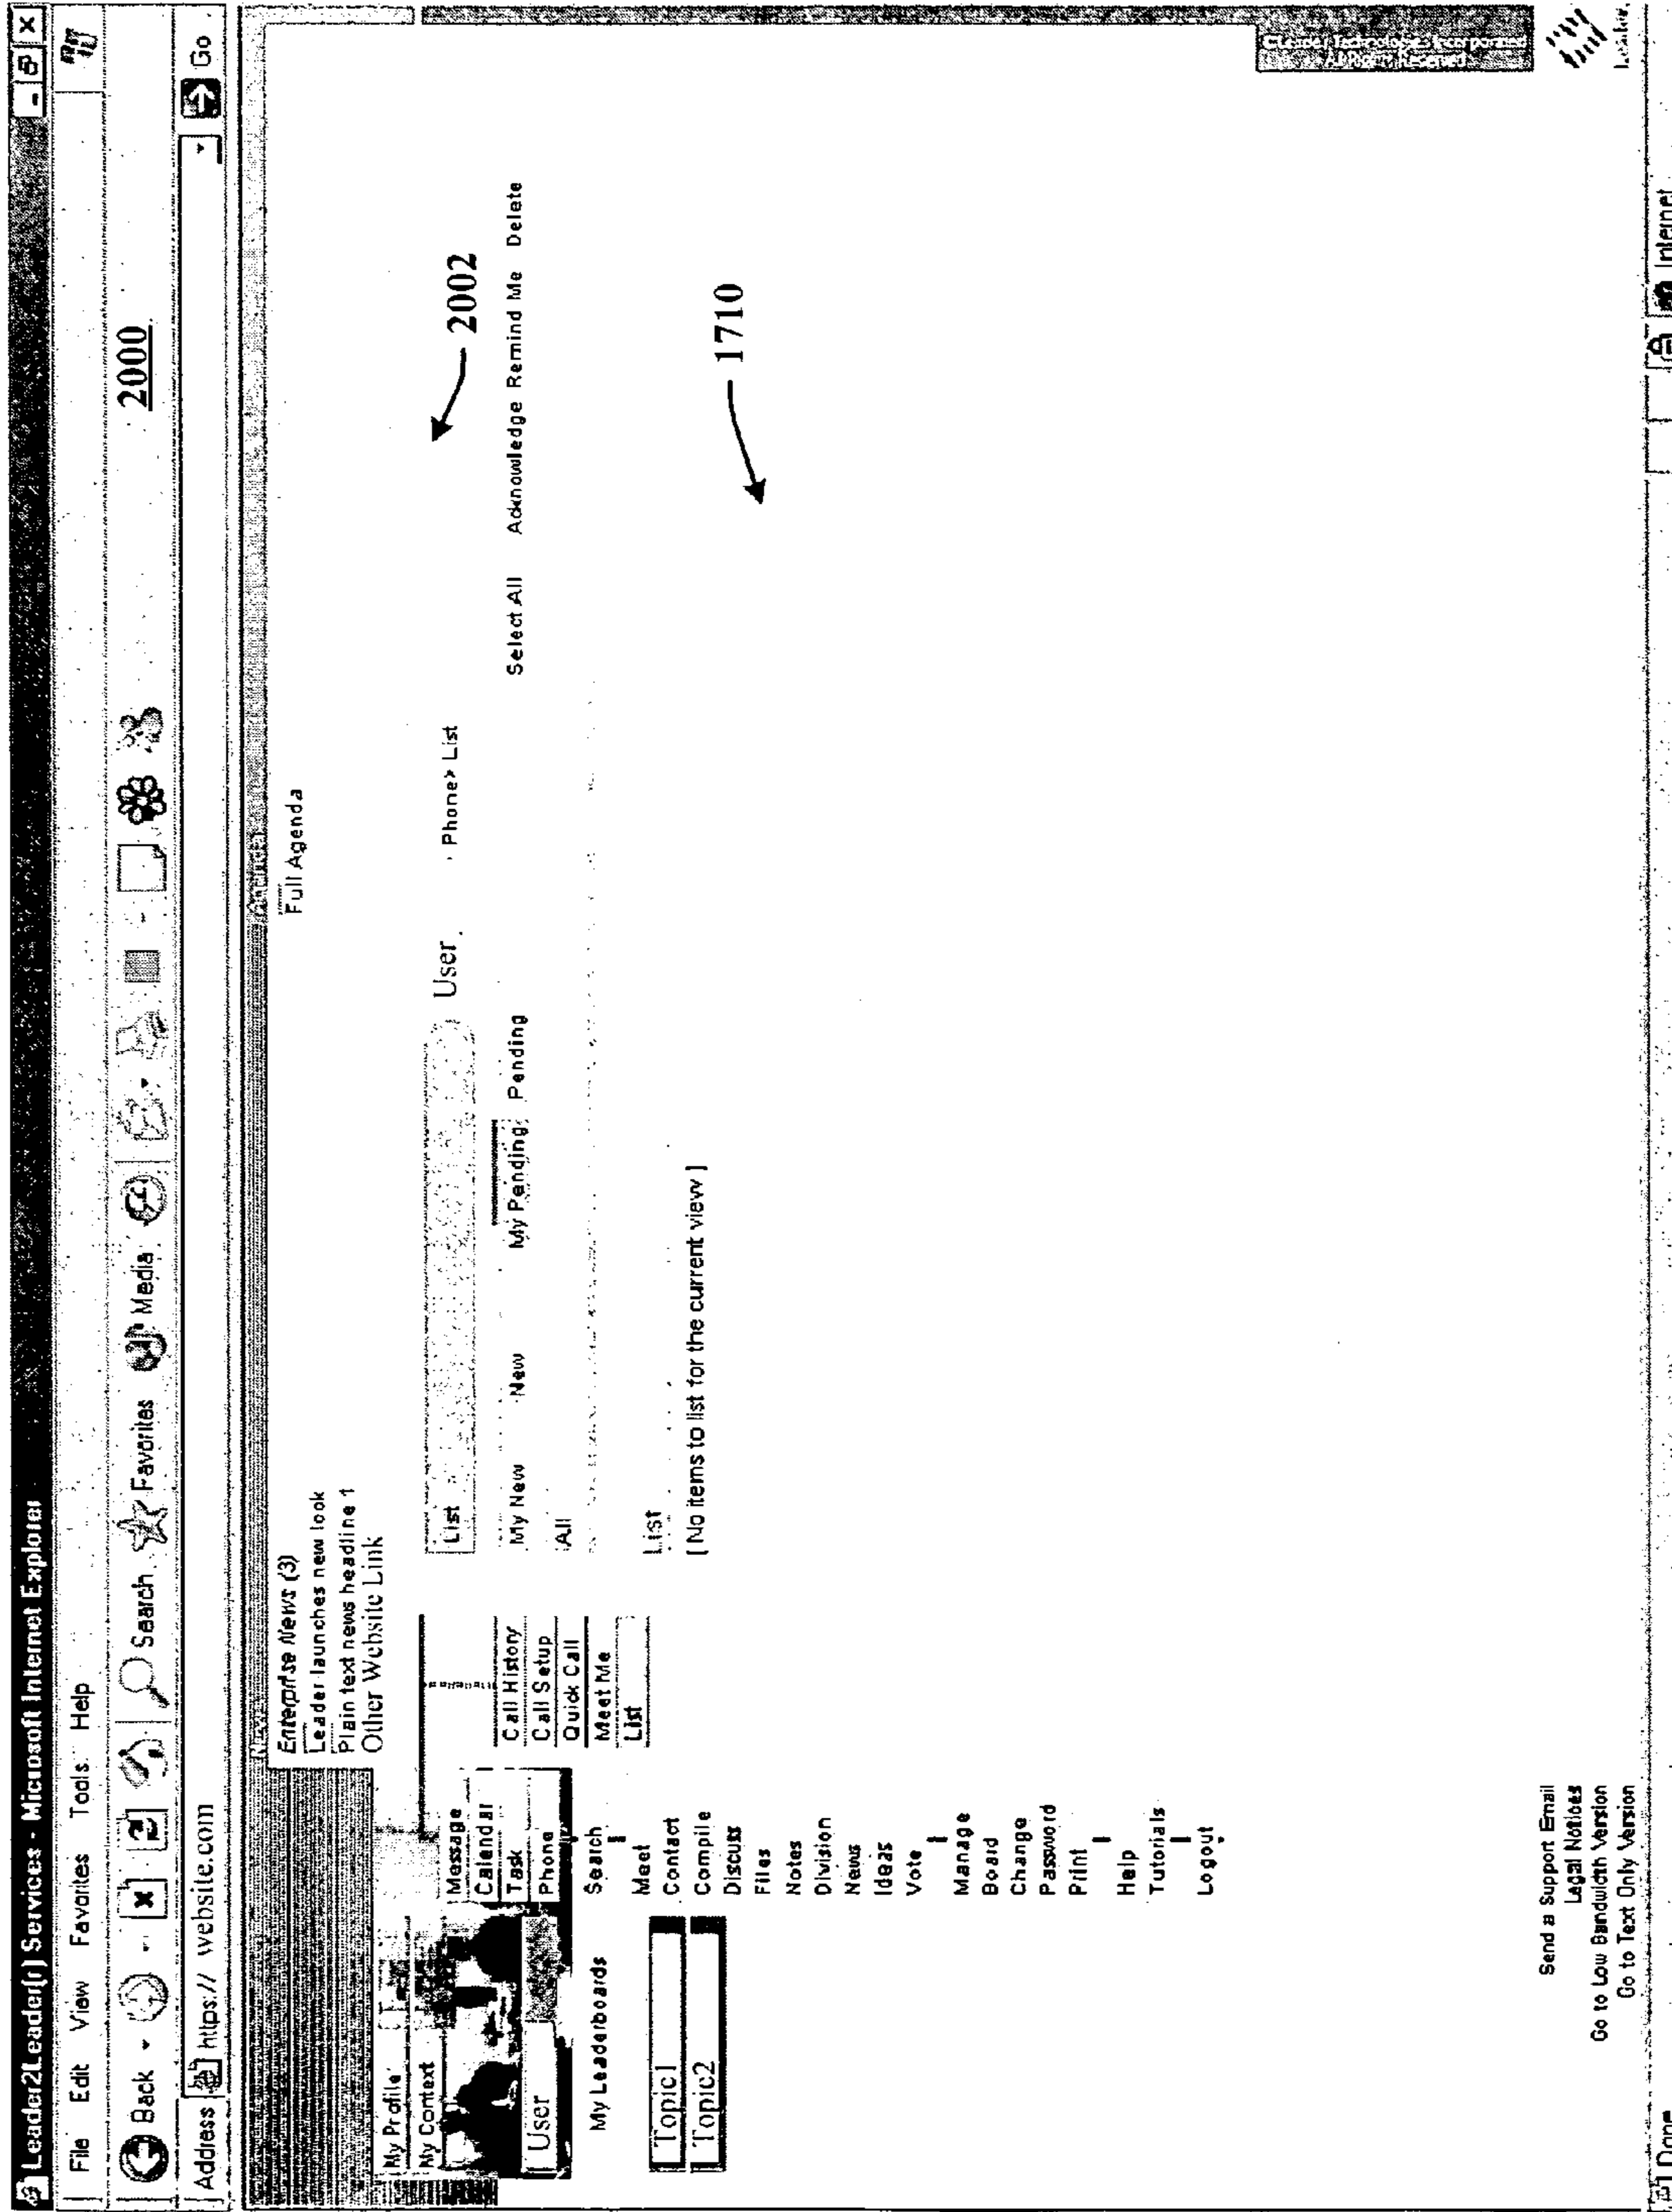 Leader2Leader(r) Services - Microsoft Internet Explorer
File Edit View Favorites Tools Help
Back Search Favorites Media
2000
Address https:// website.com Go
Enterprise News (3)
Leader launches new look
Plain text news headline 1
Other Website Link
Full Agenda
My Profile
My Context
User
Message
Calendar
Task
Phone
Search
Meet
Contact
Compile
Discuss
Files
Notes
Division
News
Ideas
Vote
Manage
Board
Change
Password
Print
Help
Tutorials
Logout
My Leaderboards
Topic1
Topic2
Call History
Call Setup
Quick Call
Meet Me
List
List User Phone> List
2002
My New New My Pending Pending Select All Acknowledge Remind Me Delete
All
List
[ No items to list for the current view ]
1710
Send a Support Email
Legal Notices
Go to Low Bandwidth Version
Go to Text Only Version
©Leader Technologies Incorporated
All Rights Reserved
Leader.
Done Internet